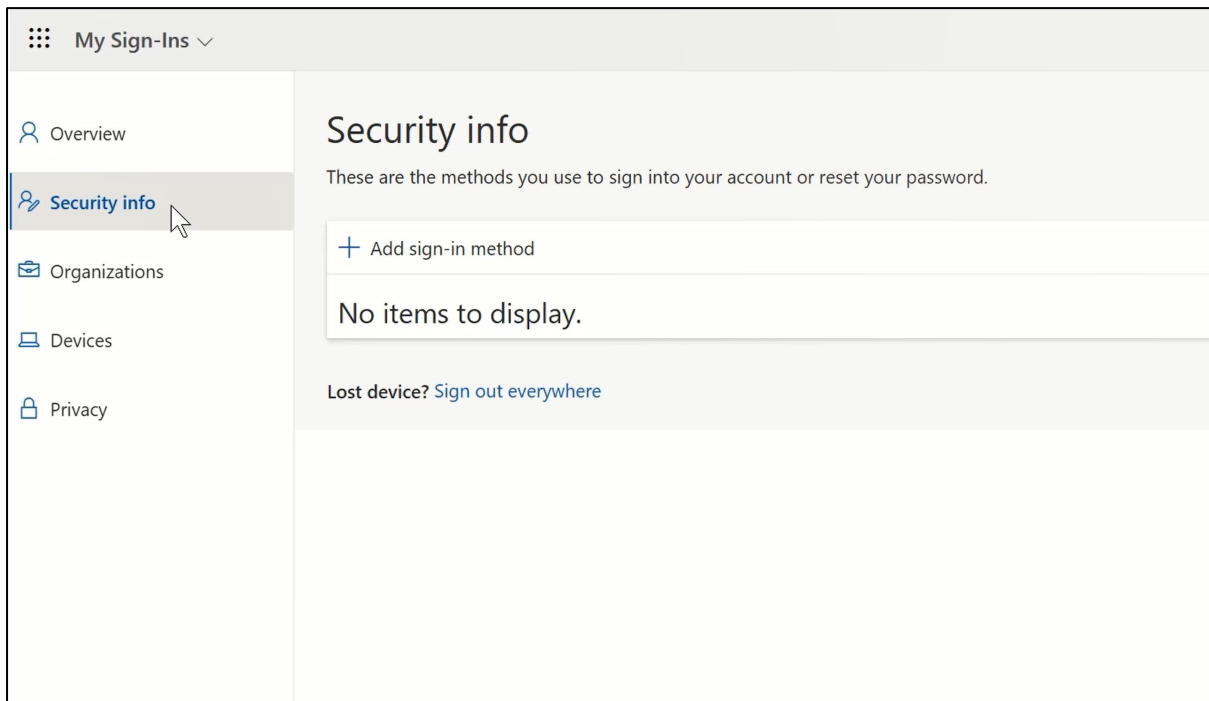 My Sign-Ins
Overview
Security info
Organizations
Devices
Privacy
Security info
These are the methods you use to sign into your account or reset your password.
+ Add sign-in method
No items to display.
Lost device? Sign out everywhere